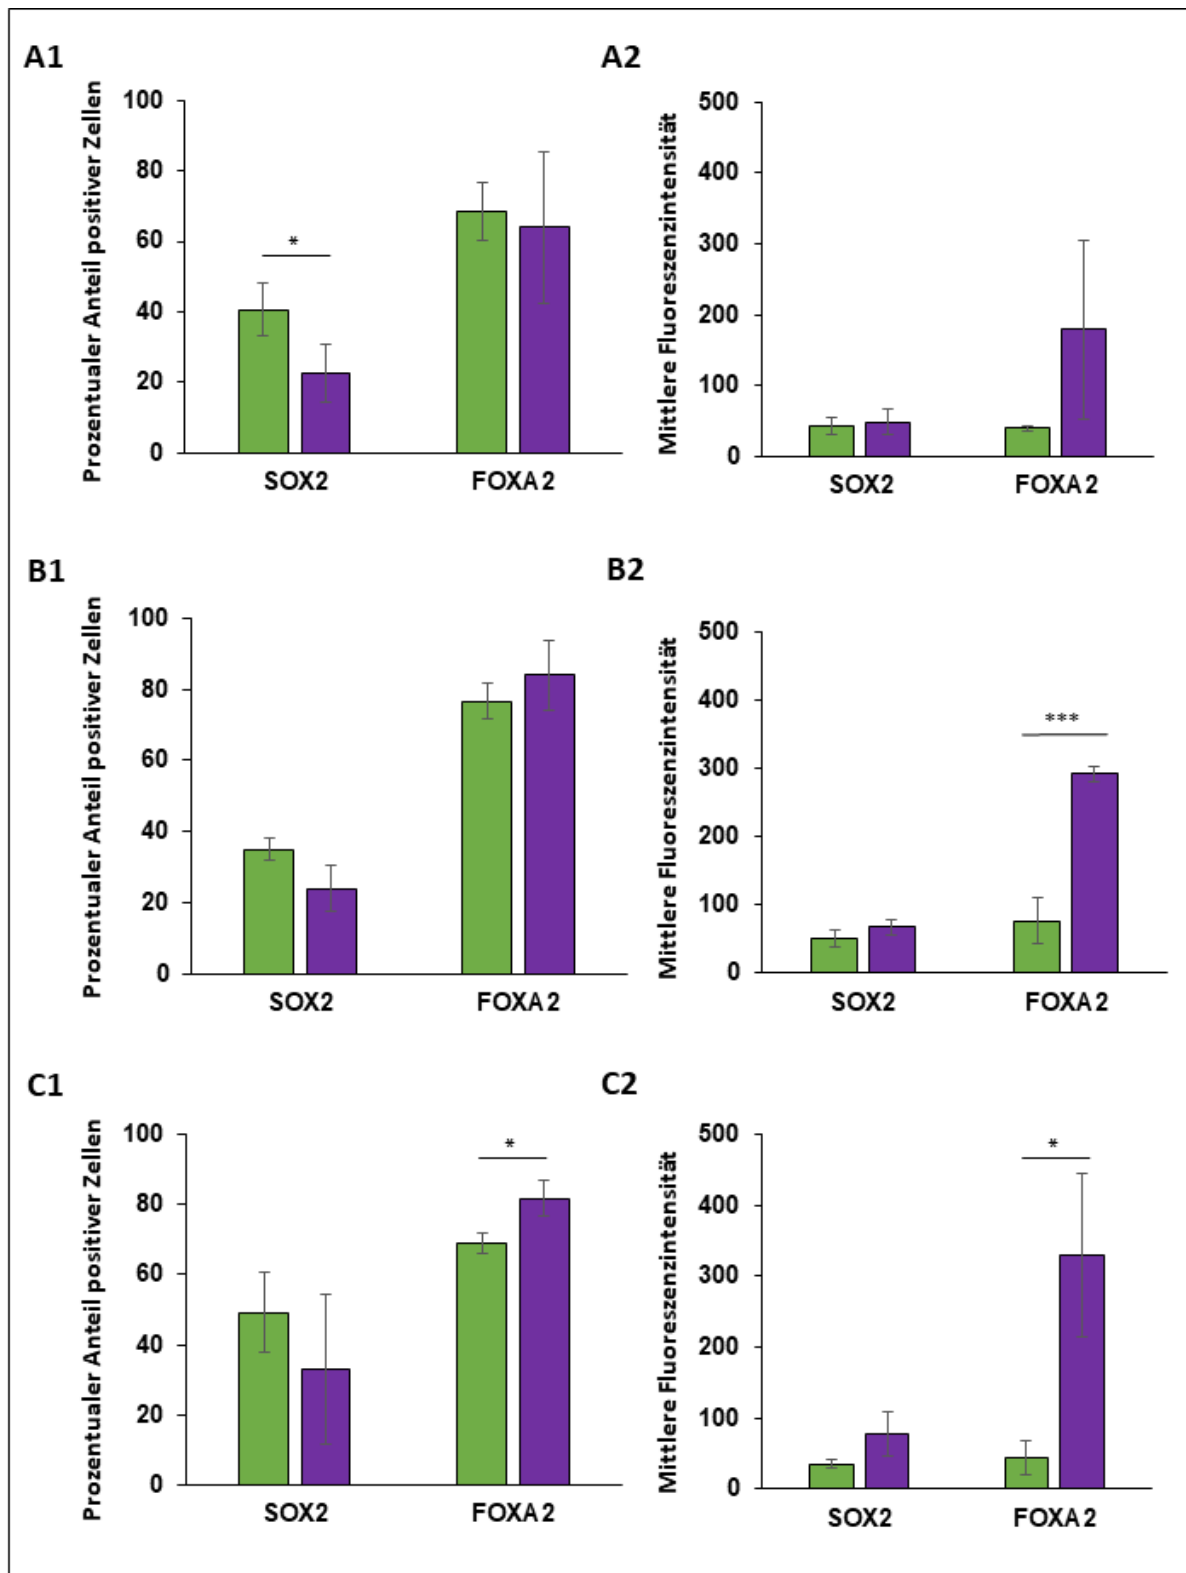 A1
Prozentualer Anteil positiver Zellen
100
80
60
40
20
0
*
SOX2
FOXA2
A2
Mittlere Fluoreszenzintensität
500
400
300
200
100
0
SOX2
FOXA2
B1
Prozentualer Anteil positiver Zellen
100
80
60
40
20
0
SOX2
FOXA2
B2
Mittlere Fluoreszenzintensität
500
400
300
200
100
0
***
SOX2
FOXA2
C1
Prozentualer Anteil positiver Zellen
100
80
60
40
20
0
*
SOX2
FOXA2
C2
Mittlere Fluoreszenzintensität
500
400
300
200
100
0
*
SOX2
FOXA2